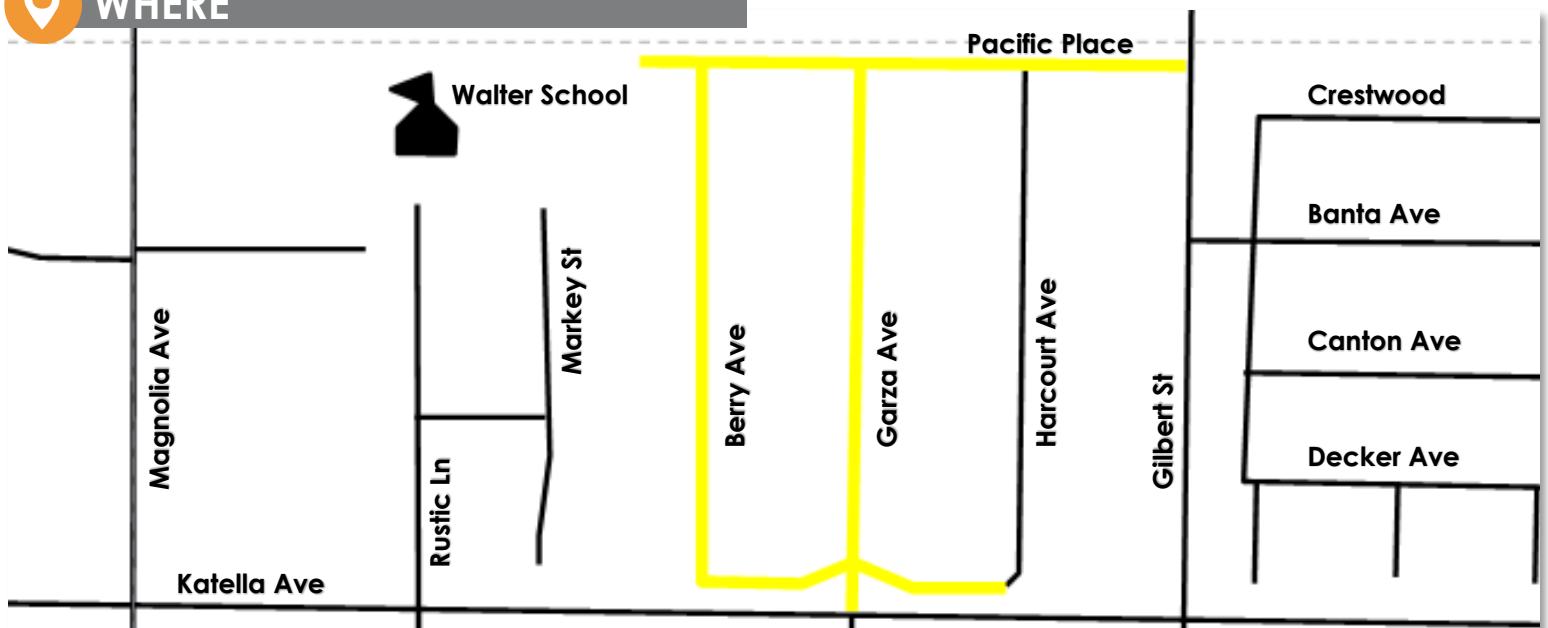 WHERE
Pacific Place
Walter School
Crestwood
Banta Ave
Markey St
Magnolia Ave
Berry Ave
Garza Ave
Harcourt Ave
Canton Ave
Gilbert St
Decker Ave
Rustic Ln
Katella Ave